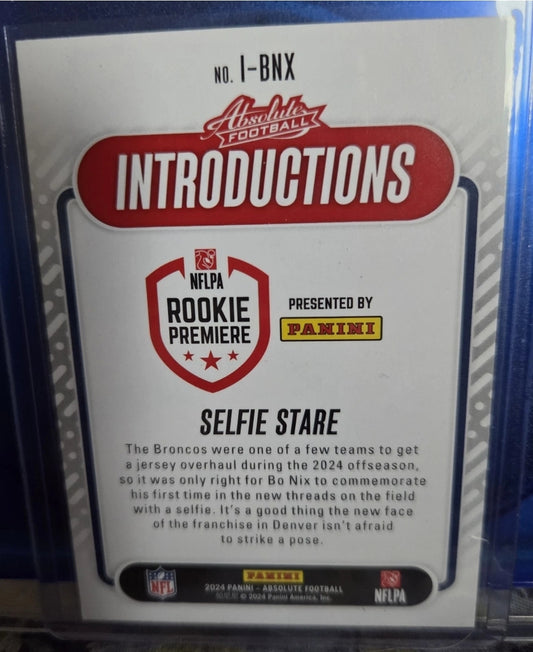 NO. I-BNX
Absolute
FOOTBALL
INTRODUCTIONS
NFLPA
ROOKIE
PREMIERE
PRESENTED BY
PANINI
SELFIE STARE
The Broncos were one of a few teams to get
a jersey overhaul during the 2024 offseason,
so it was only right for Bo Nix to commemorate
his first time in the new threads on the field
with a selfie. It's a good thing the new face
of the franchise in Denver isn't afraid
to strike a pose.
NFL
PANINI
2024 PANINI – ABSOLUTE FOOTBALL
© 2024 Panini America, Inc.
NFLPA